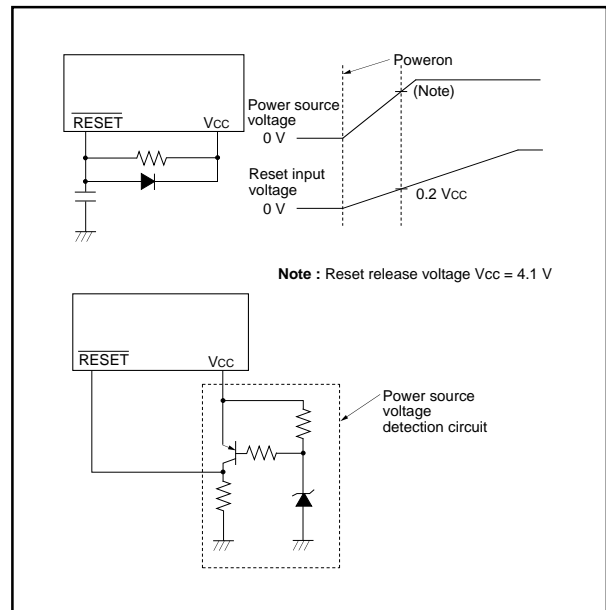 Poweron
(Note)
RESET
VCC
Power source
voltage
0 V
Reset input
voltage
0 V
0.2 VCC
Note : Reset release voltage Vcc = 4.1 V
RESET
VCC
Power source
voltage
detection circuit